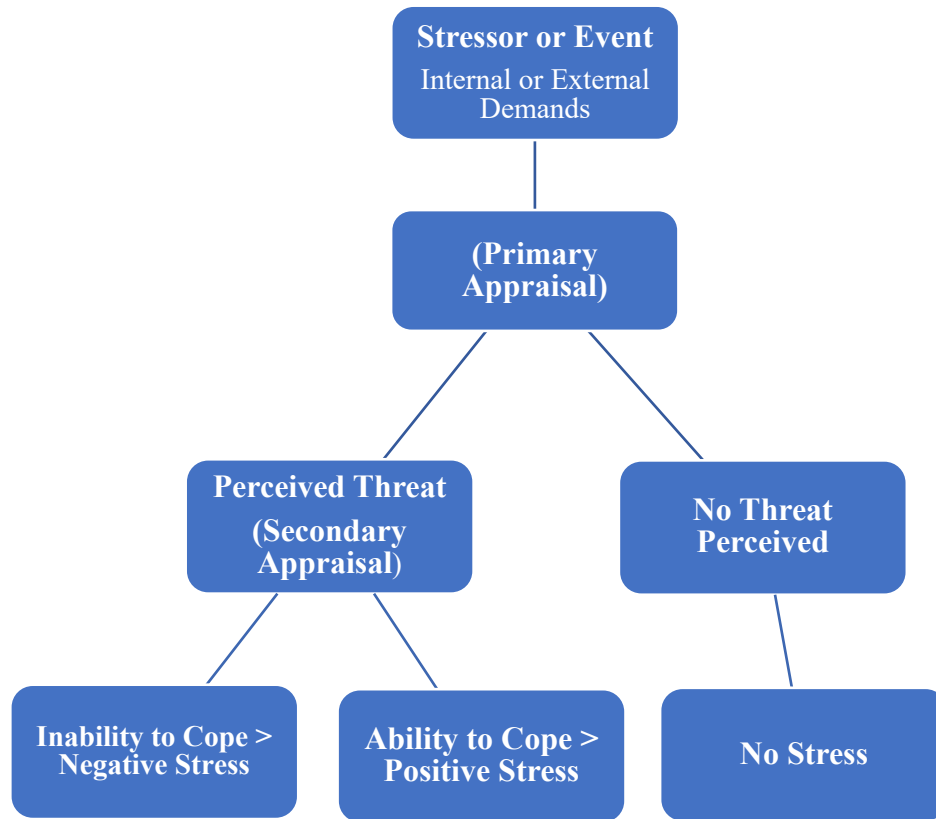 Stressor or Event
Internal or External
Demands
(Primary
Appraisal)
Perceived Threat
(Secondary
Appraisal)
No Threat
Perceived
Inability to Cope >
Negative Stress
Ability to Cope >
Positive Stress
No Stress